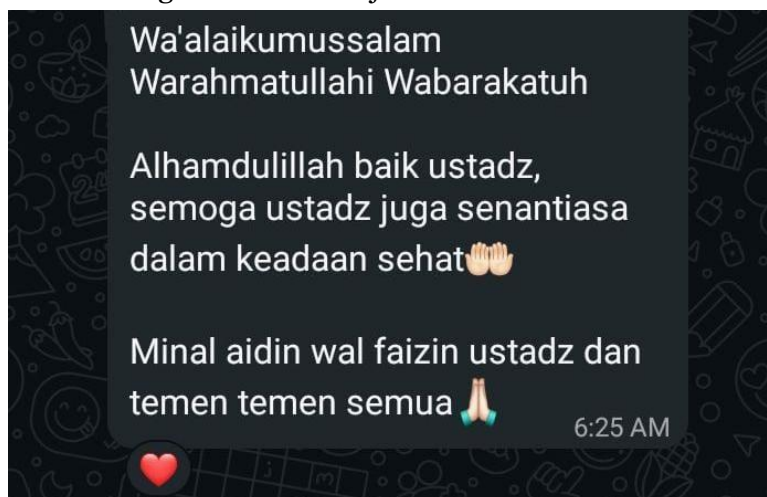 Wa'alaikumussalam
Warahmatullahi Wabarakatuh
Alhamdulillah baik ustadz,
semoga ustadz juga senantiasa
dalam keadaan sehat🤲🏻
Minal aidin wal faizin ustadz dan
temen temen semua🙏🏻
6:25 AM